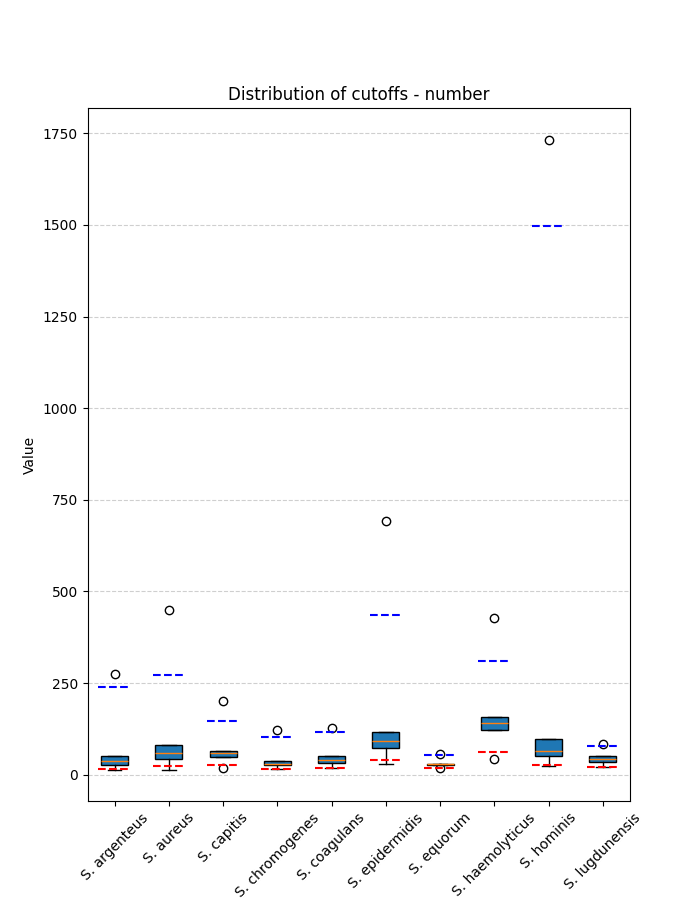 Distribution of cutoffs - number
1750
1500
1250
1000
750
500
250
0
Value
S. argenteus
S. aureus
S. capitis
S. chromogenes
S. coagulans
S. epidermidis
S. equorum
S. haemolyticus
S. hominis
S. lugdunensis